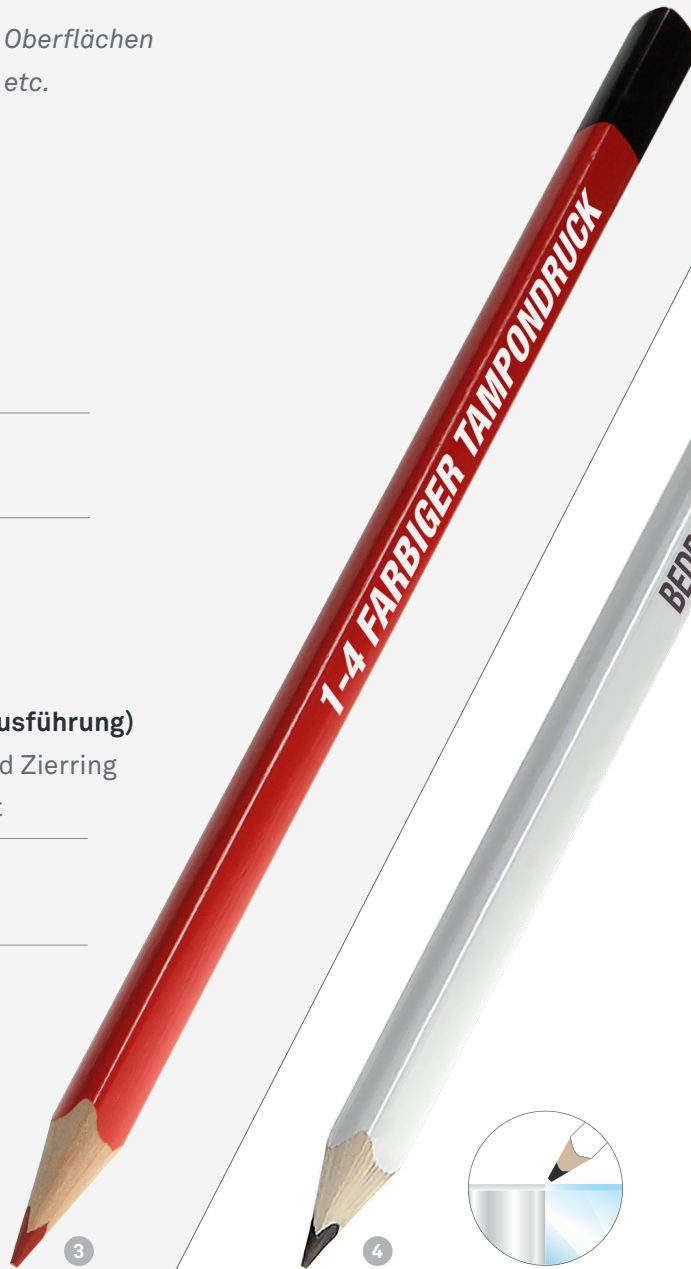 Oberflächen
etc.
1-4 FARBIGER TAMPONDRUCK
usführung)
d Zierring
3
4